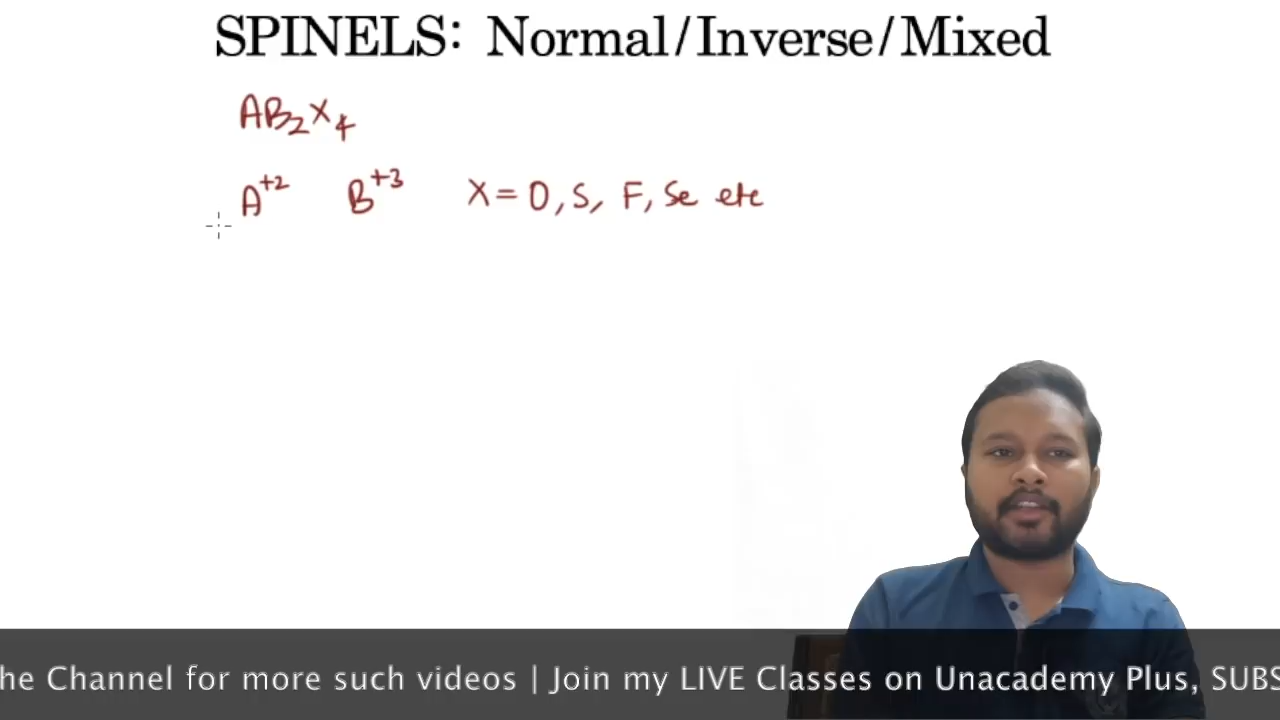 SPINELS: Normal/Inverse/Mixed
AB₂X₄
A⁺² B⁺³ X = O, S, F, Se etc
he Channel for more such videos | Join my LIVE Classes on Unacademy Plus, SUBS